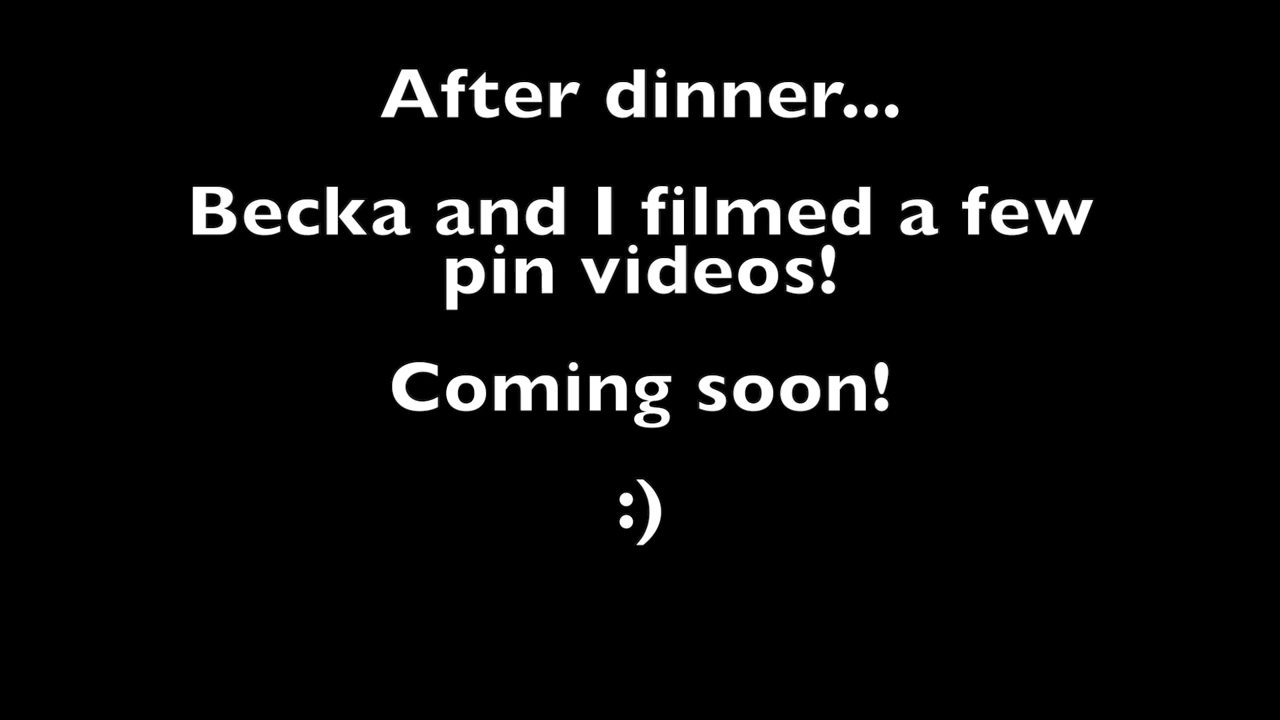 After dinner...
Becka and I filmed a few
pin videos!
Coming soon!
:)